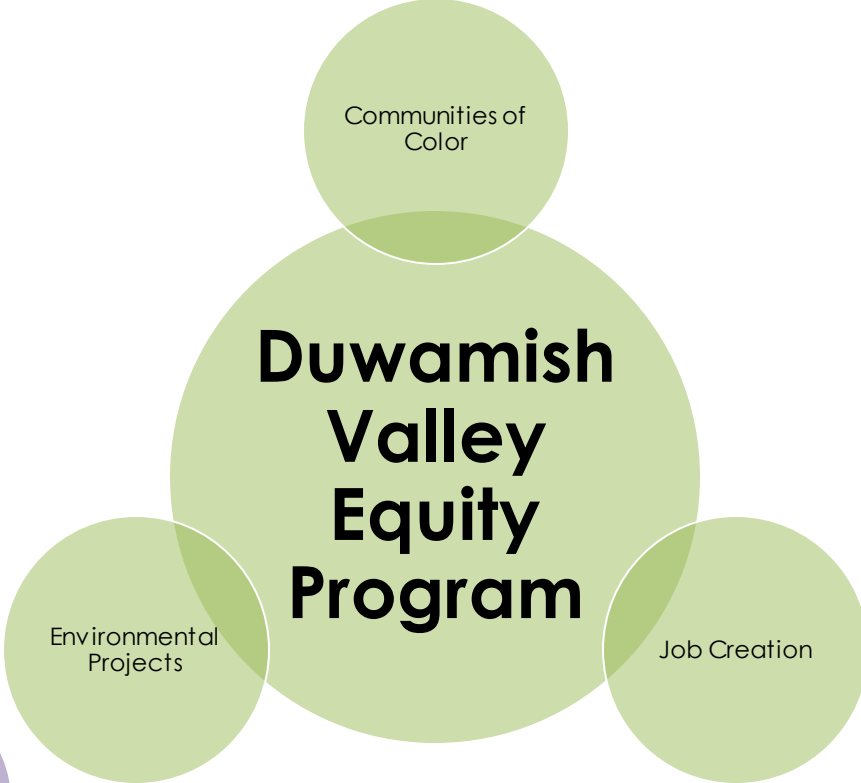 Communities of
Color
Duwamish
Valley
Equity
Program
Environmental
Projects
Job Creation